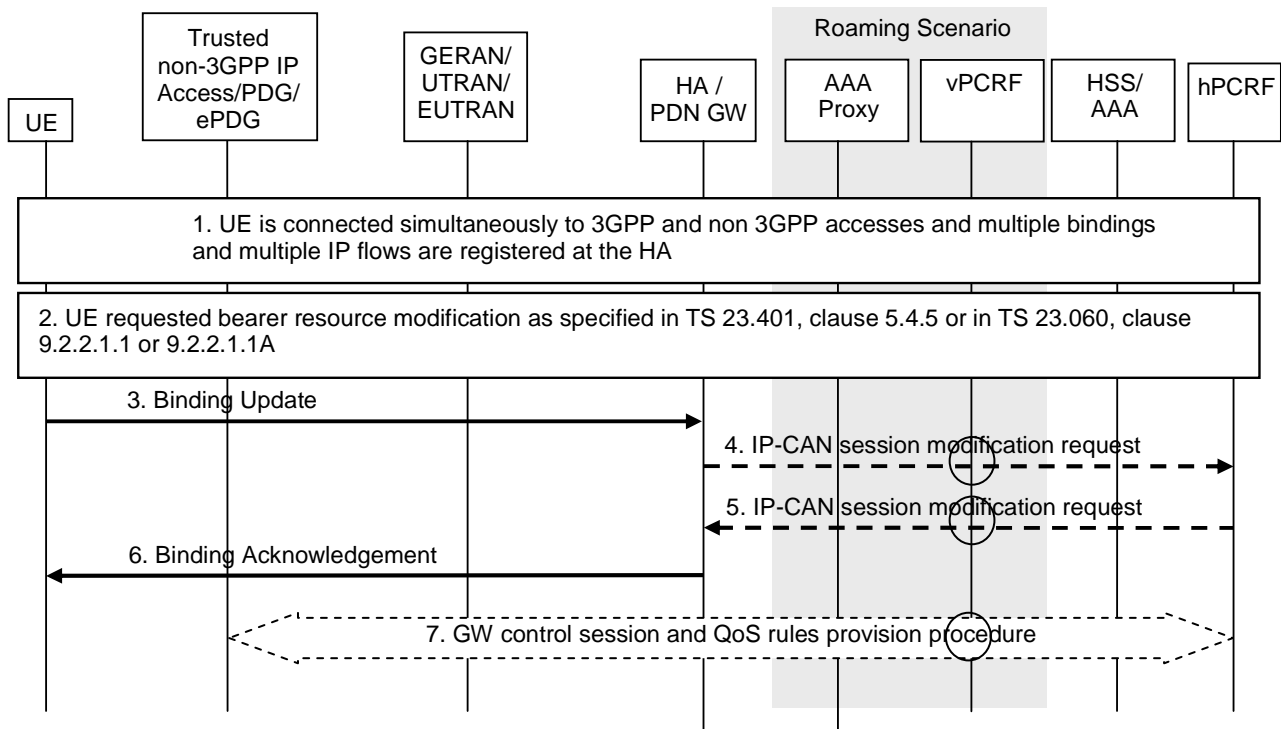 Roaming Scenario
UE
Trusted
non-3GPP IP
Access/PDG/
ePDG
GERAN/
UTRAN/
EUTRAN
HA /
PDN GW
AAA
Proxy
vPCRF
HSS/
AAA
hPCRF
1. UE is connected simultaneously to 3GPP and non 3GPP accesses and multiple bindings
and multiple IP flows are registered at the HA
2. UE requested bearer resource modification as specified in TS 23.401, clause 5.4.5 or in TS 23.060, clause
9.2.2.1.1 or 9.2.2.1.1A
3. Binding Update
4. IP-CAN session modification request
5. IP-CAN session modification request
6. Binding Acknowledgement
7. GW control session and QoS rules provision procedure